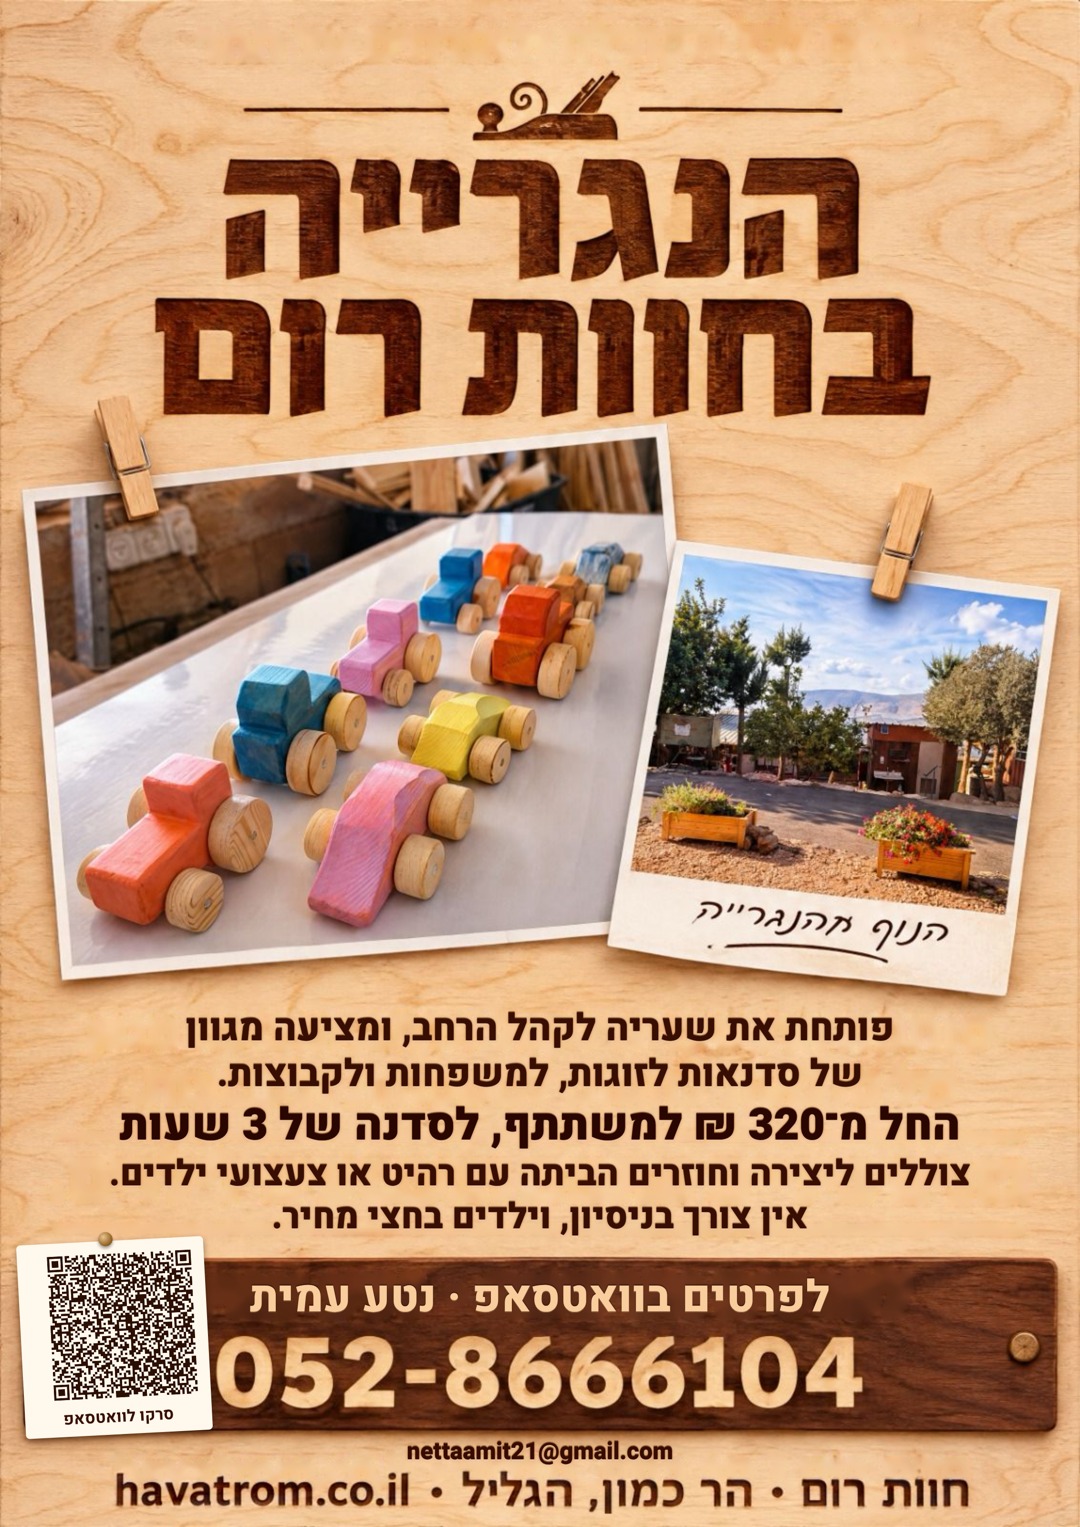 הנגרייה
בחוות רום
הנוף מהנגרייה
פותחת את שעריה לקהל הרחב, ומציעה מגוון
של סדנאות לזוגות, למשפחות ולקבוצות.
החל מ־320 ₪ למשתתף, לסדנה של 3 שעות
צוללים ליצירה וחוזרים הביתה עם רהיט או צעצועי ילדים.
אין צורך בניסיון, וילדים בחצי מחיר.
לפרטים בוואטסאפ · נטע עמית
052-8666104
סרקו לוואטסאפ
nettaamit21@gmail.com
חוות רום • הר כמון, הגליל • havatrom.co.il